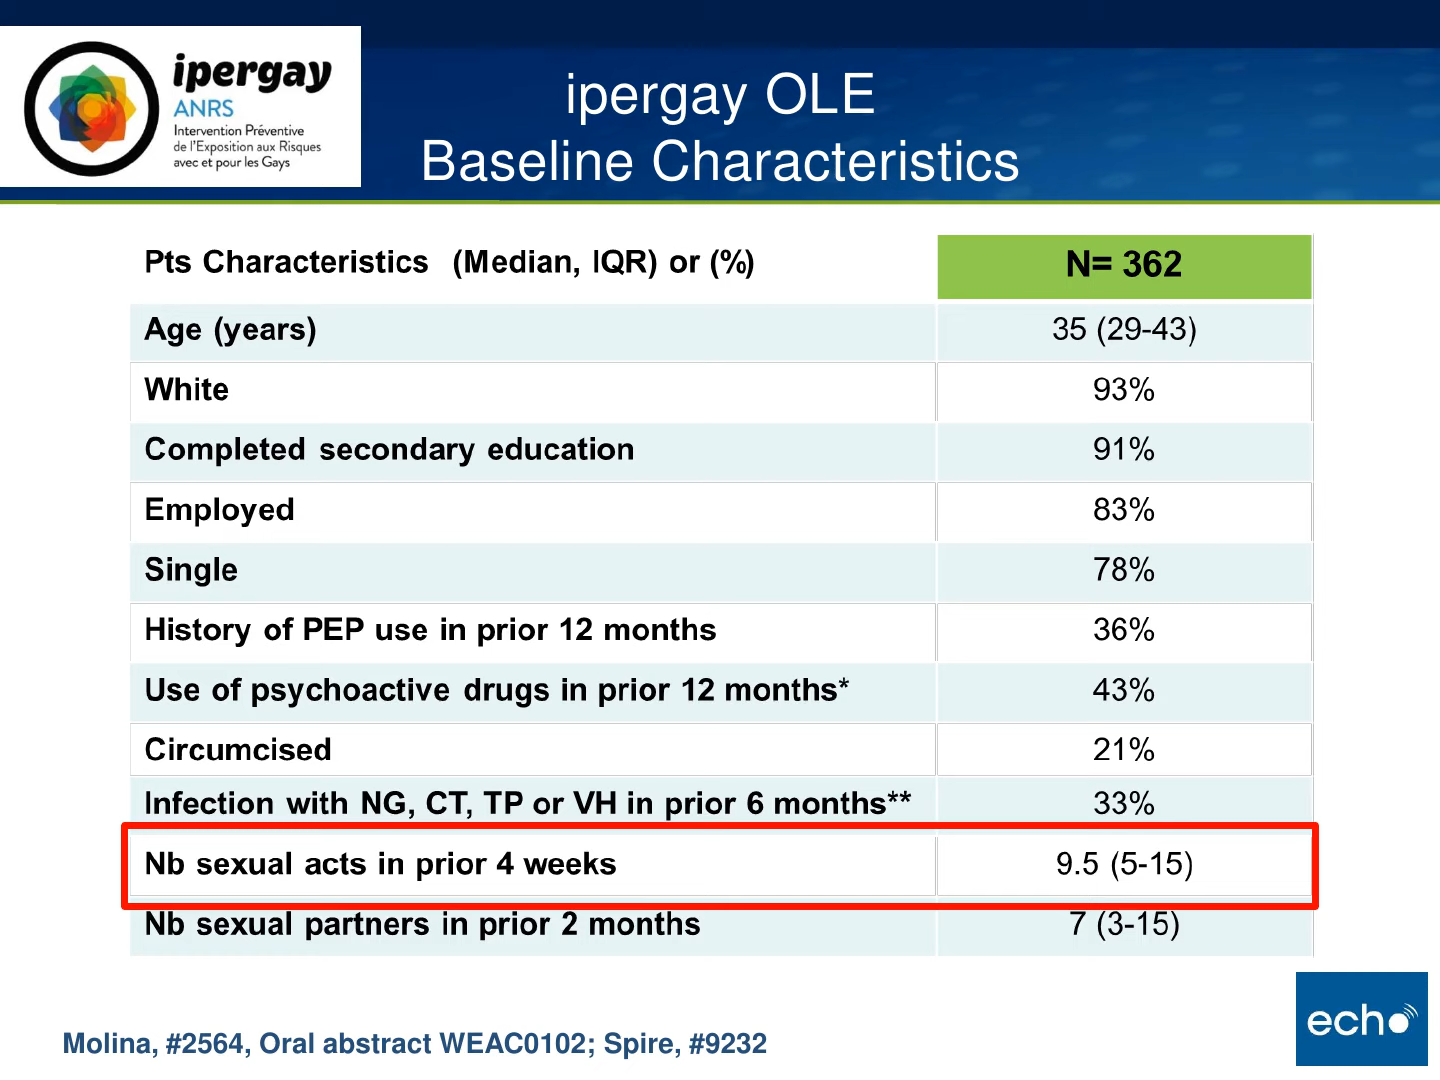 ipergay
ANRS
Intervention Préventive
de l'Exposition aux Risques
avec et pour les Gays
ipergay OLE
Baseline Characteristics
Pts Characteristics (Median, IQR) or (%) N= 362
Age (years) 35 (29-43)
White 93%
Completed secondary education 91%
Employed 83%
Single 78%
History of PEP use in prior 12 months 36%
Use of psychoactive drugs in prior 12 months* 43%
Circumcised 21%
Infection with NG, CT, TP or VH in prior 6 months** 33%
Nb sexual acts in prior 4 weeks 9.5 (5-15)
Nb sexual partners in prior 2 months 7 (3-15)
Molina, #2564, Oral abstract WEAC0102; Spire, #9232
echo